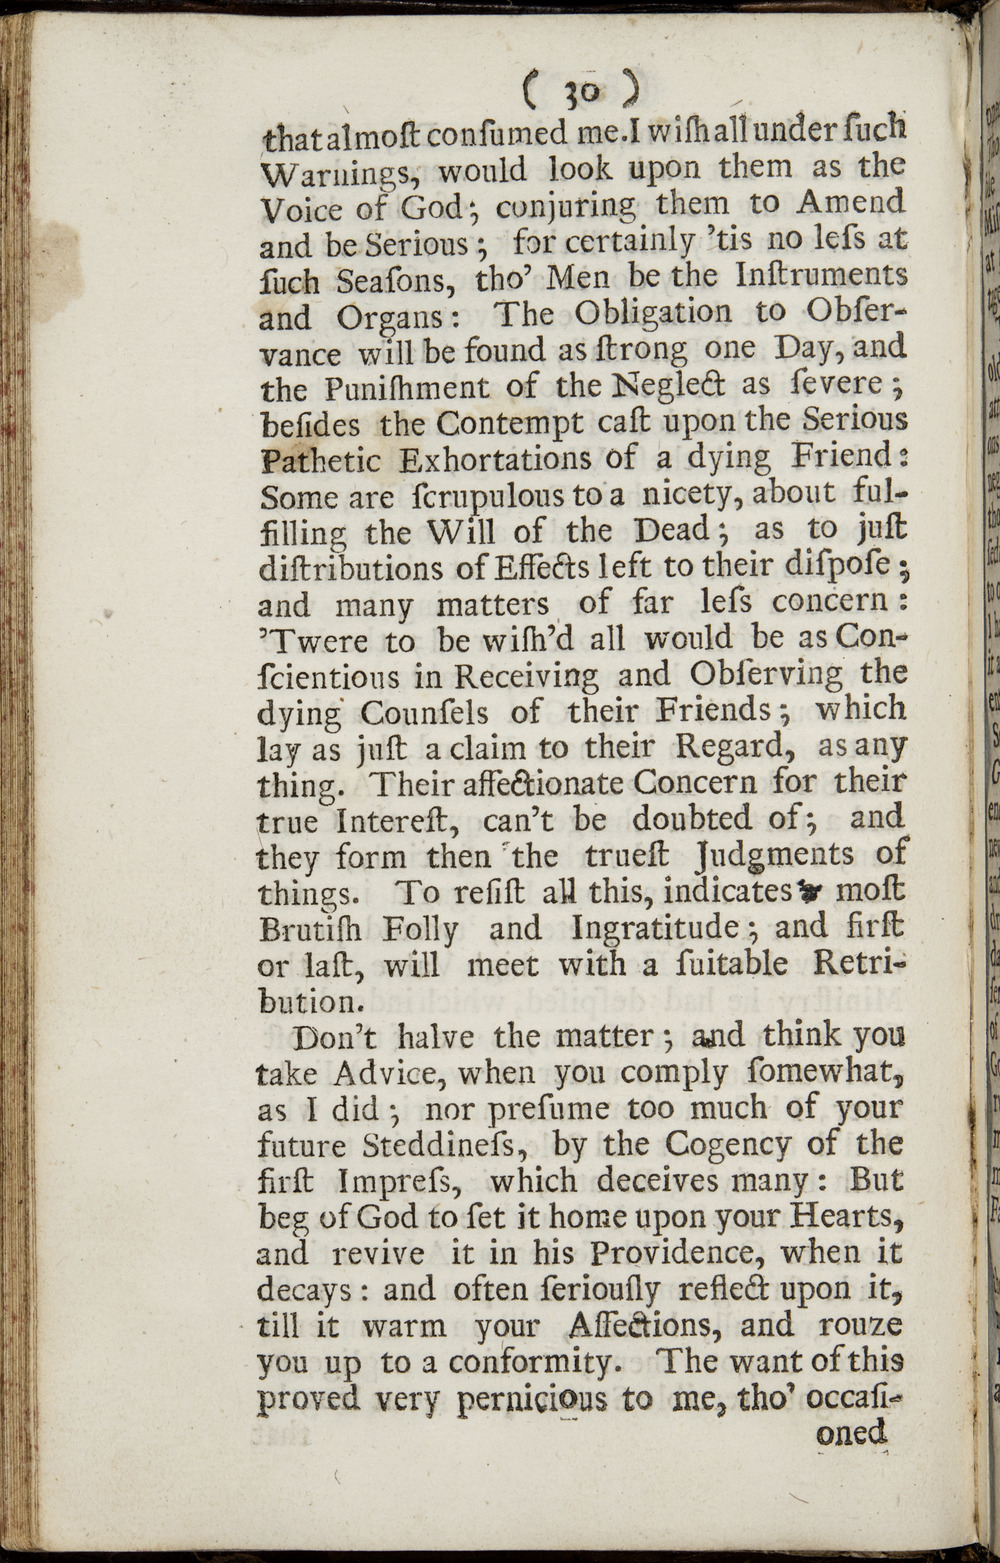 ( 30 )
that almoſt conſumed me. I wiſh all under ſuch
Warnings, would look upon them as the
Voice of God; conjuring them to Amend
and be Serious; for certainly ’tis no leſs at
ſuch Seaſons, tho’ Men be the Inſtruments
and Organs: The Obligation to Obſer-
vance will be found as ſtrong one Day, and
the Puniſhment of the Neglect as ſevere;
beſides the Contempt caſt upon the Serious
Pathetic Exhortations of a dying Friend:
Some are ſcrupulous to a nicety, about ful-
filling the Will of the Dead; as to juſt
diſtributions of Effects left to their diſpoſe;
and many matters of far leſs concern:
’Twere to be wiſh’d all would be as Con-
ſcientious in Receiving and Obſerving the
dying Counſels of their Friends; which
lay as juſt a claim to their Regard, as any
thing. Their affectionate Concern for their
true Intereſt, can’t be doubted of; and
they form then the trueſt Judgments of
things. To reſiſt all this, indicates moſt
Brutiſh Folly and Ingratitude; and firſt
or laſt, will meet with a ſuitable Retri-
bution.
Don’t halve the matter; and think you
take Advice, when you comply ſomewhat,
as I did; nor preſume too much of your
future Steddineſs, by the Cogency of the
firſt Impreſs, which deceives many: But
beg of God to ſet it home upon your Hearts,
and revive it in his Providence, when it
decays: and often ſeriouſly reflect upon it,
till it warm your Affections, and rouze
you up to a conformity. The want of this
proved very pernicious to me, tho’ occaſi-
oned